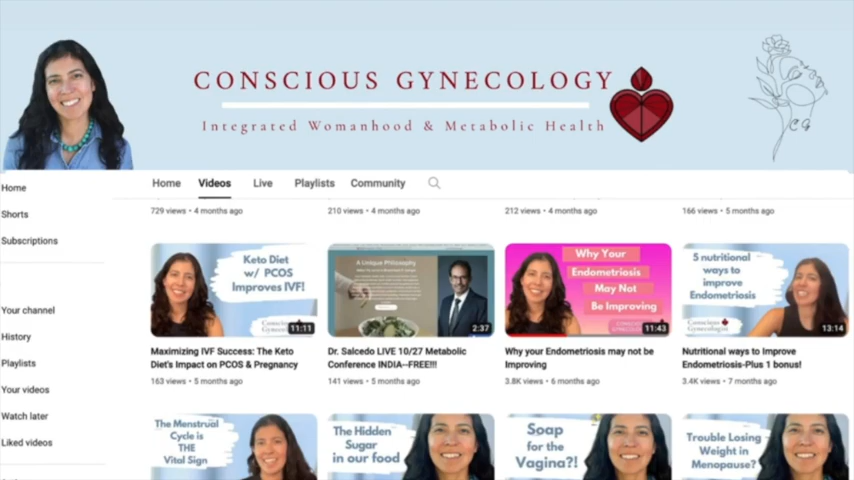 CONSCIOUS GYNECOLOGY
Integrated Womanhood & Metabolic Health
CG
Home
Shorts
Subscriptions
Your channel
History
Playlists
Your videos
Watch later
Liked videos
Home Videos Live Playlists Community
729 views • 4 months ago
210 views • 4 months ago
212 views • 4 months ago
166 views • 5 months ago
Keto Diet
w/ PCOS
Improves IVF!
Conscious
11:11
Maximizing IVF Success: The Keto
Diet's Impact on PCOS & Pregnancy
163 views • 5 months ago
A Unique Philosophy
2:37
Dr. Salcedo LIVE 10/27 Metabolic
Conference INDIA--FREE!!!
141 views • 5 months ago
Why Your
Endometriosis
May Not
Be Improving
11:43
Why your Endometriosis may not be
Improving
3.8K views • 6 months ago
5 nutritional
ways to
improve
Endometriosis
Conscious
Gynecologist
13:14
Nutritional ways to Improve
Endometriosis-Plus 1 bonus!
3.4K views • 7 months ago
The Menstrual
Cycle is
THE
Vital Sign
The Hidden
Sugar
in our food
Soap
for the
Vagina?!
Trouble Losing
Weight in
Menopause?